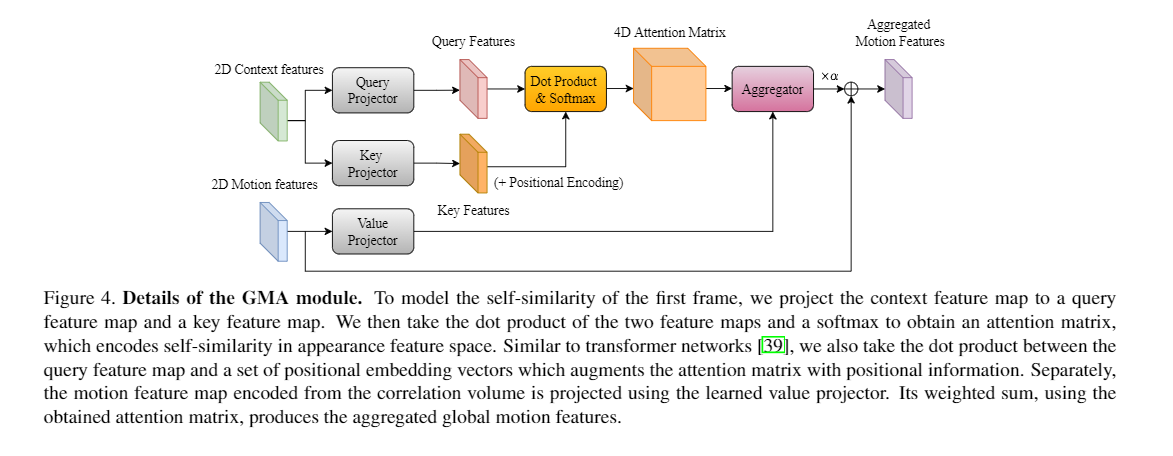 Aggregated
Motion Features
4D Attention Matrix
Query Features
2D Context features
Query
Projector
Dot Product
& Softmax
Aggregator
×α
Key
Projector
(+ Positional Encoding)
2D Motion features
Key Features
Value
Projector
Figure 4. Details of the GMA module. To model the self-similarity of the first frame, we project the context feature map to a query
feature map and a key feature map. We then take the dot product of the two feature maps and a softmax to obtain an attention matrix,
which encodes self-similarity in appearance feature space. Similar to transformer networks [39], we also take the dot product between the
query feature map and a set of positional embedding vectors which augments the attention matrix with positional information. Separately,
the motion feature map encoded from the correlation volume is projected using the learned value projector. Its weighted sum, using the
obtained attention matrix, produces the aggregated global motion features.